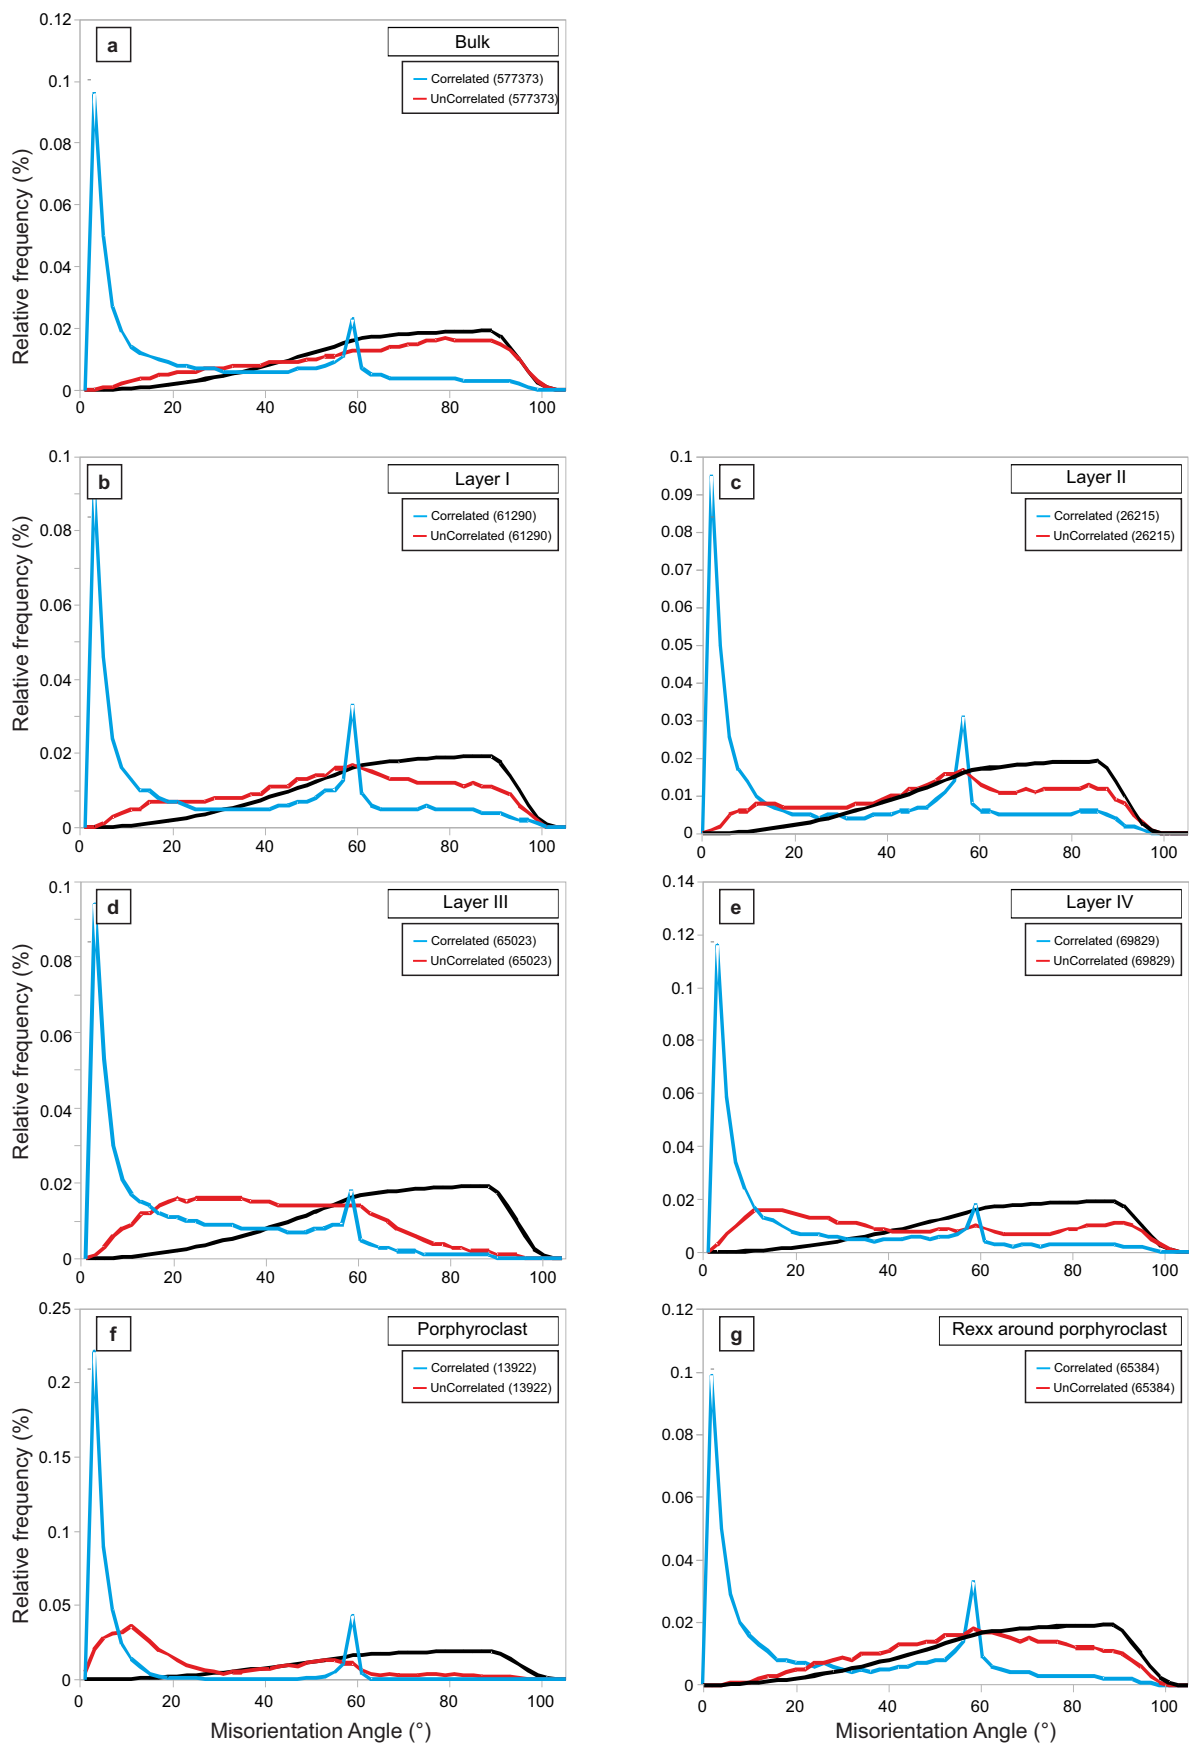 a
Bulk
Correlated (577373)
UnCorrelated (577373)
Relative frequency (%)
0.12
0.1
0.08
0.06
0.04
0.02
0
0 20 40 60 80 100
b
Layer I
Correlated (61290)
UnCorrelated (61290)
Relative frequency (%)
0.1
0.08
0.06
0.04
0.02
0
0 20 40 60 80 100
c
Layer II
Correlated (26215)
UnCorrelated (26215)
0.1
0.09
0.08
0.07
0.06
0.05
0.04
0.03
0.02
0.01
0
0 20 40 60 80 100
d
Layer III
Correlated (65023)
UnCorrelated (65023)
Relative frequency (%)
0.1
0.08
0.06
0.04
0.02
0
0 20 40 60 80 100
e
Layer IV
Correlated (69829)
UnCorrelated (69829)
0.14
0.12
0.1
0.08
0.06
0.04
0.02
0
0 20 40 60 80 100
f
Porphyroclast
Correlated (13922)
UnCorrelated (13922)
Relative frequency (%)
0.25
0.2
0.15
0.1
0.05
0
0 20 40 60 80 100
Misorientation Angle (°)
g
Rexx around porphyroclast
Correlated (65384)
UnCorrelated (65384)
0.12
0.1
0.08
0.06
0.04
0.02
0
0 20 40 60 80 100
Misorientation Angle (°)